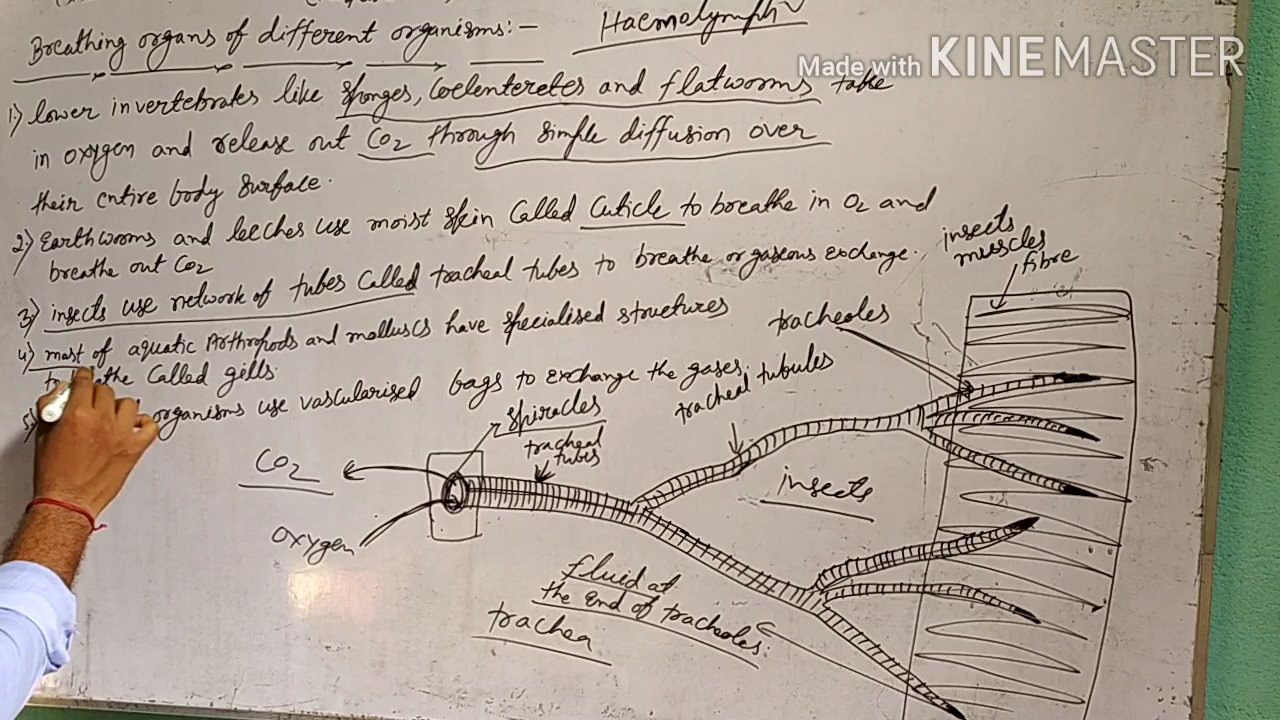 Breathing organs of different organisms:-
Haemolymph
Made with KINEMASTER
1) lower invertebrates like Sponges, Coelenteretes and flatworms take
in oxygen and release out CO2 through simple diffusion over
their entire body surface.
2) Earthworms and leeches use moist skin Called Cuticle to breathe in O2 and
breathe out CO2
3) insects use network of tubes called tracheal tubes to breathe or gaseous exchange.
4) most of aquatic Arthropods and molluscs have specialised structures
to the Called gills
5) organisms use vascularised bags to exchange the gases.
insects
muscles
fibre
tracheoles
tracheal tubules
spiracles
tracheal
tubes
CO2
oxygen
insects
fluid at
the end of tracheoles.
trachea